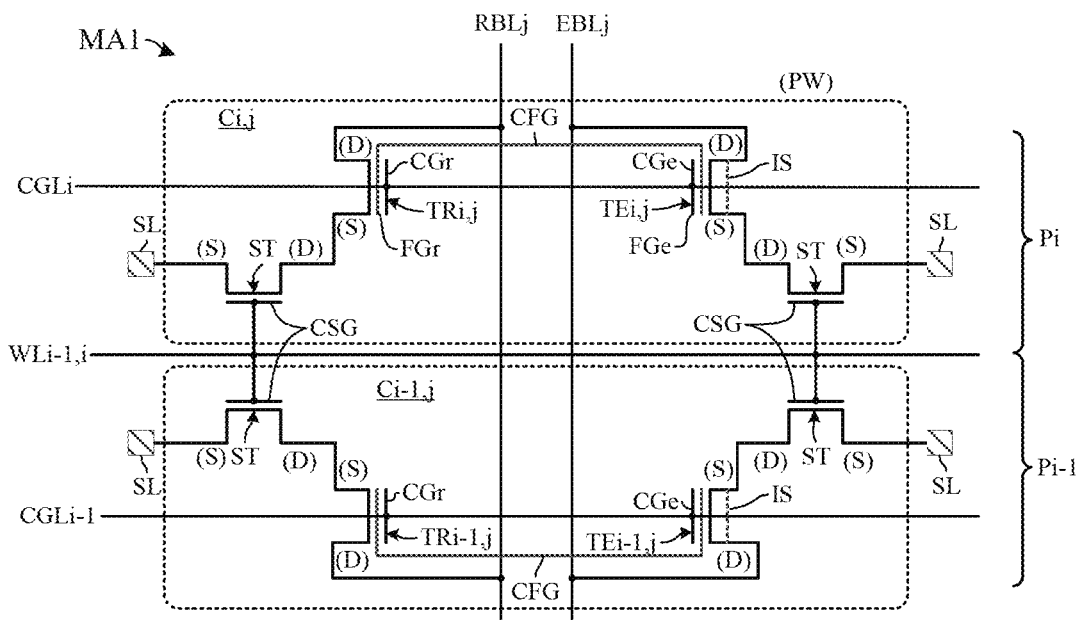 RBLj EBLj
MA1
(PW)
Ci,j
CFG
(D) (D)
CGr CGe IS
CGLi
TRi,j TEi,j
SL (S) ST (D) (S) FGr FGe (S) (D) ST (S) SL
Pi
CSG CSG
WLi-1,i
Ci-1,j
(S) ST (D) (S) (S) (D) ST (S)
SL SL
Pi-1
CGr CGe IS
CGLi-1
TRi-1,j TEi-1,j
(D) (D)
CFG